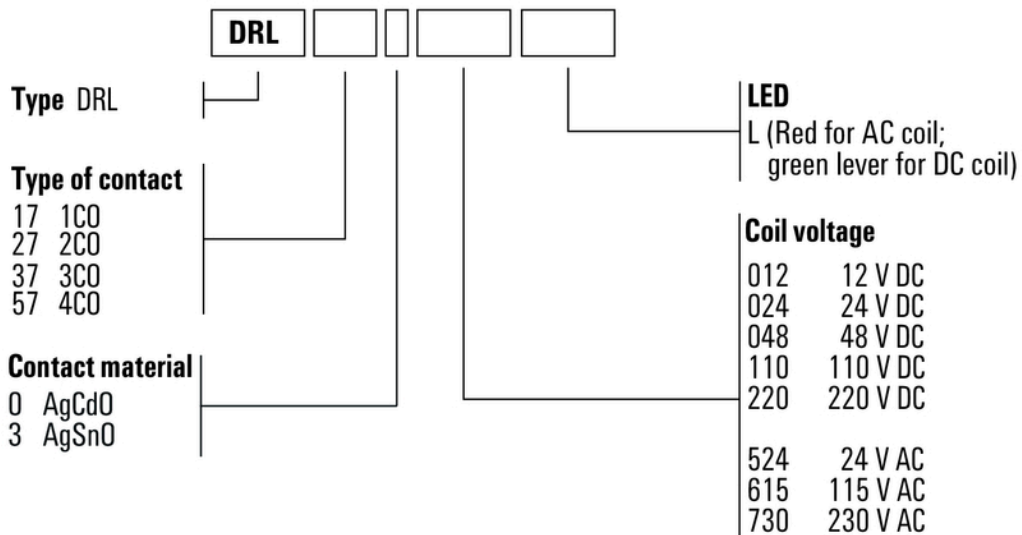 DRL
Type DRL
Type of contact
17 1CO
27 2CO
37 3CO
57 4CO
Contact material
0 AgCdO
3 AgSnO
LED
L (Red for AC coil;
green lever for DC coil)
Coil voltage
012 12 V DC
024 24 V DC
048 48 V DC
110 110 V DC
220 220 V DC
524 24 V AC
615 115 V AC
730 230 V AC